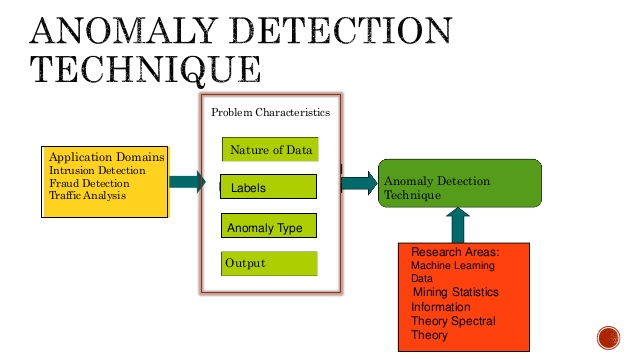 ANOMALY DETECTION
TECHNIQUE
Problem Characteristics
Application Domains
Intrusion Detection
Fraud Detection
Traffic Analysis
Nature of Data
Labels
Anomaly Type
Output
Anomaly Detection
Technique
Research Areas:
Machine Learning
Data
Mining Statistics
Information
Theory Spectral
Theory